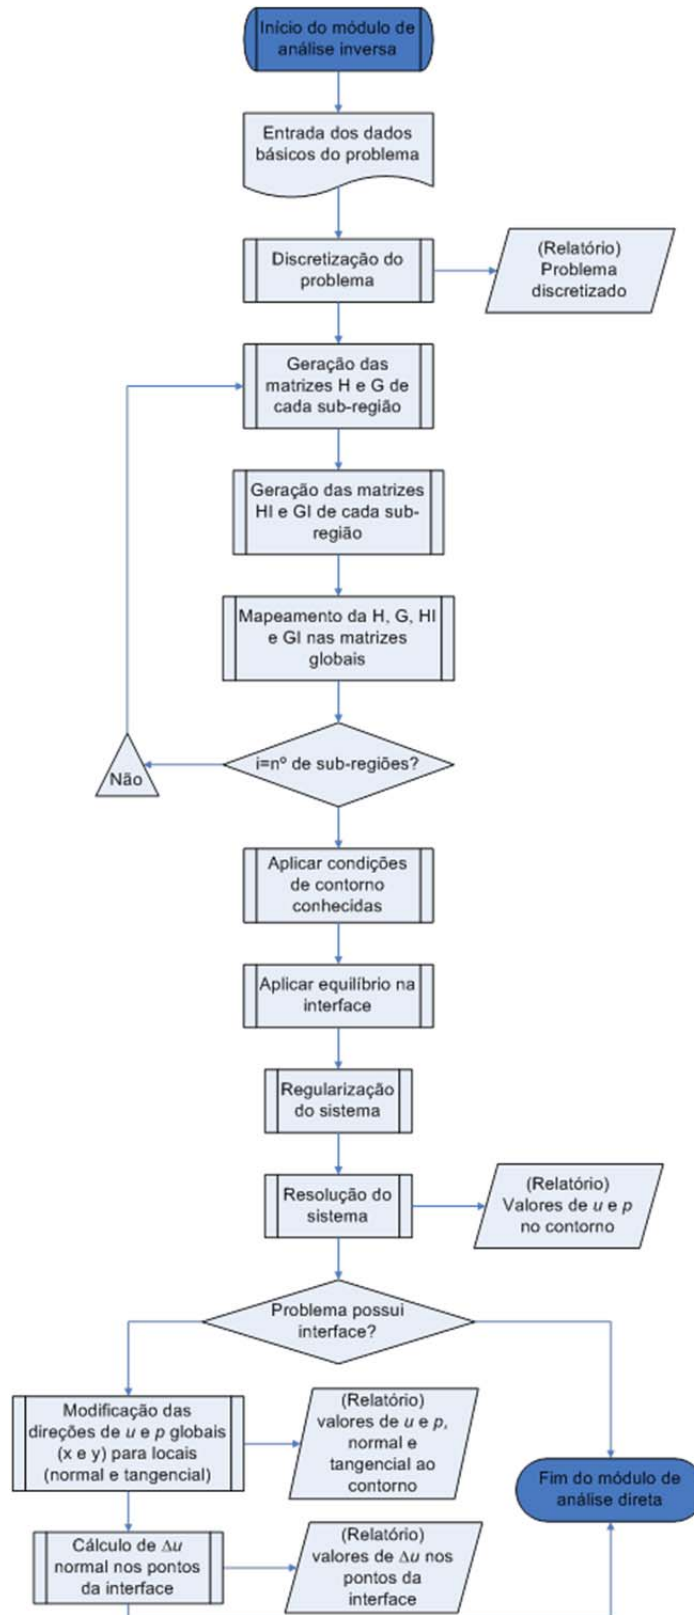 Início do módulo de
análise inversa
Entrada dos dados
básicos do problema
Discretização do
problema
(Relatório)
Problema
discretizado
Geração das
matrizes H e G de
cada sub-região
Geração das matrizes
HI e GI de cada sub-
região
Mapeamento da H, G, HI
e GI nas matrizes
globais
i=nº de sub-regiões?
Não
Aplicar condições
de contorno
conhecidas
Aplicar equilíbrio na
interface
Regularização
do sistema
Resolução do
sistema
(Relatório)
Valores de u e p
no contorno
Problema possui
interface?
Modificação das
direções de u e p globais
(x e y) para locais
(normal e tangencial)
(Relatório)
valores de u e p,
normal e
tangencial ao
contorno
Fim do módulo de
análise direta
Cálculo de Δu
normal nos pontos
da interface
(Relatório)
valores de Δu nos
pontos da
interface